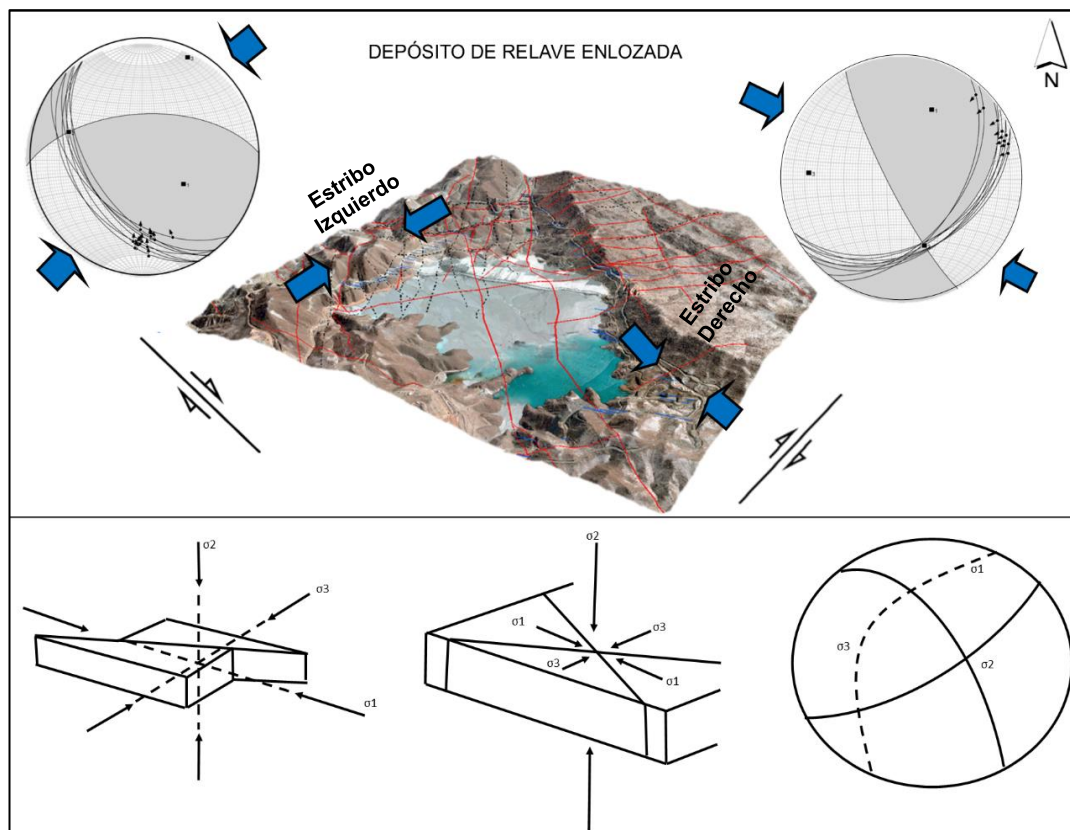 DEPÓSITO DE RELAVE ENLOZADA
N
Estribo
Izquierdo
Estribo
Derecho
σ2
σ3
σ1
σ2
σ1
σ3
σ3
σ1
σ1
σ3
σ2